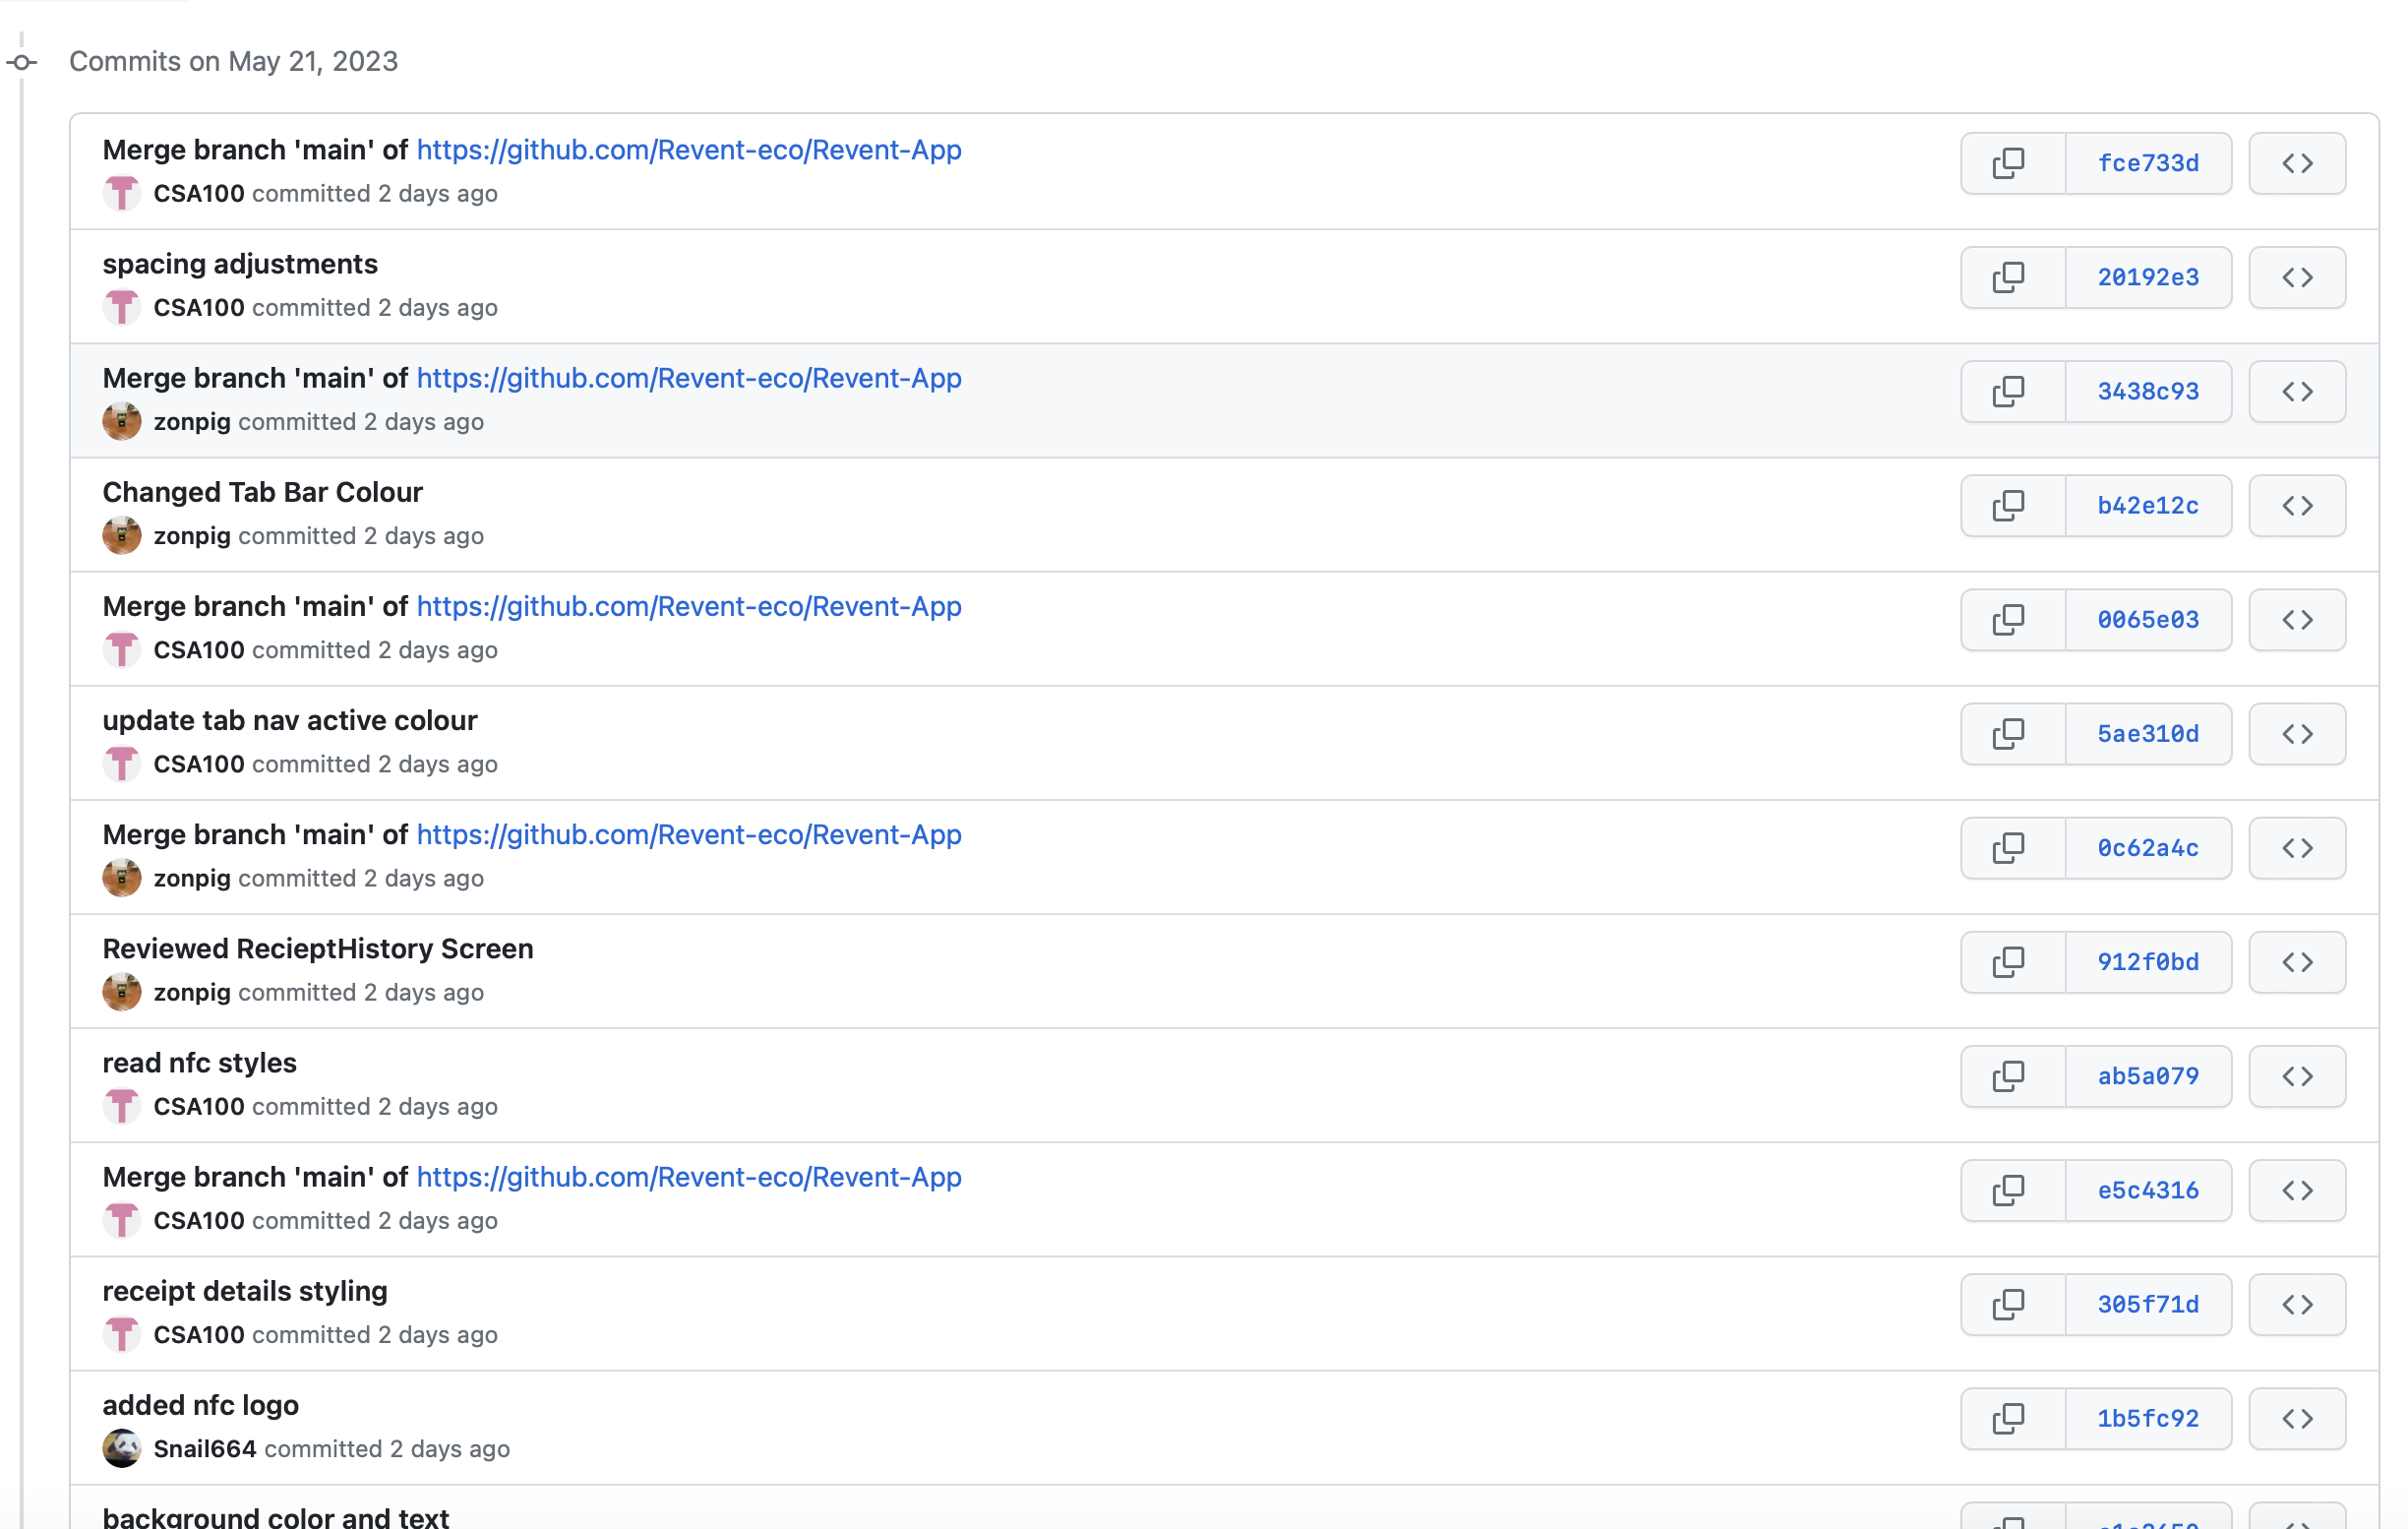 Commits on May 21, 2023
Merge branch 'main' of https://github.com/Revent-eco/Revent-App
CSA100 committed 2 days ago
fce733d
spacing adjustments
CSA100 committed 2 days ago
20192e3
Merge branch 'main' of https://github.com/Revent-eco/Revent-App
zonpig committed 2 days ago
3438c93
Changed Tab Bar Colour
zonpig committed 2 days ago
b42e12c
Merge branch 'main' of https://github.com/Revent-eco/Revent-App
CSA100 committed 2 days ago
0065e03
update tab nav active colour
CSA100 committed 2 days ago
5ae310d
Merge branch 'main' of https://github.com/Revent-eco/Revent-App
zonpig committed 2 days ago
0c62a4c
Reviewed RecieptHistory Screen
zonpig committed 2 days ago
912f0bd
read nfc styles
CSA100 committed 2 days ago
ab5a079
Merge branch 'main' of https://github.com/Revent-eco/Revent-App
CSA100 committed 2 days ago
e5c4316
receipt details styling
CSA100 committed 2 days ago
305f71d
added nfc logo
Snail664 committed 2 days ago
1b5fc92
background color and text